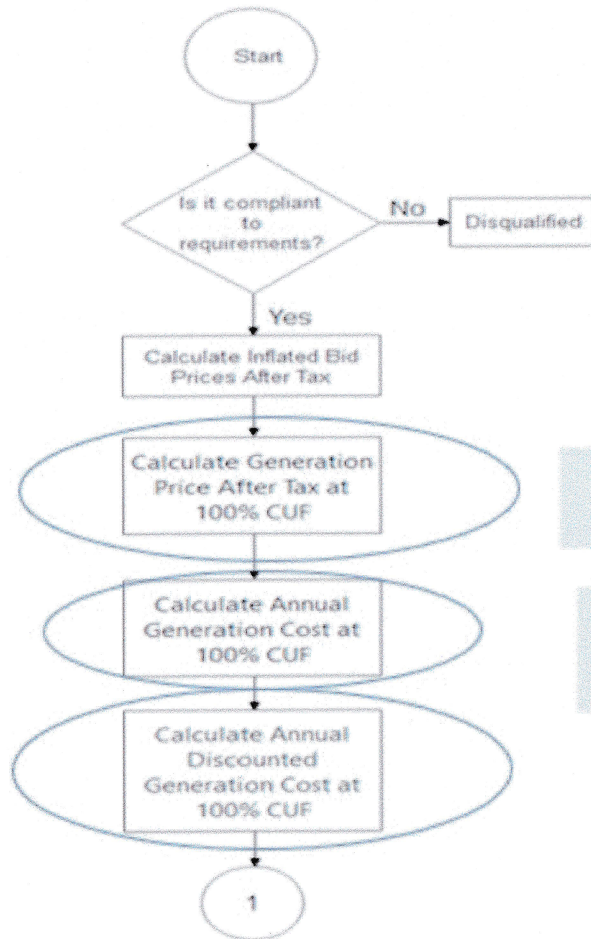 Start
Is it compliant
to
requirements?
No
Disqualified
Yes
Calculate Inflated Bid
Prices After Tax
Calculate Generation
Price After Tax at
100% CUF
Calculate Annual
Generation Cost at
100% CUF
Calculate Annual
Discounted
Generation Cost at
100% CUF
1